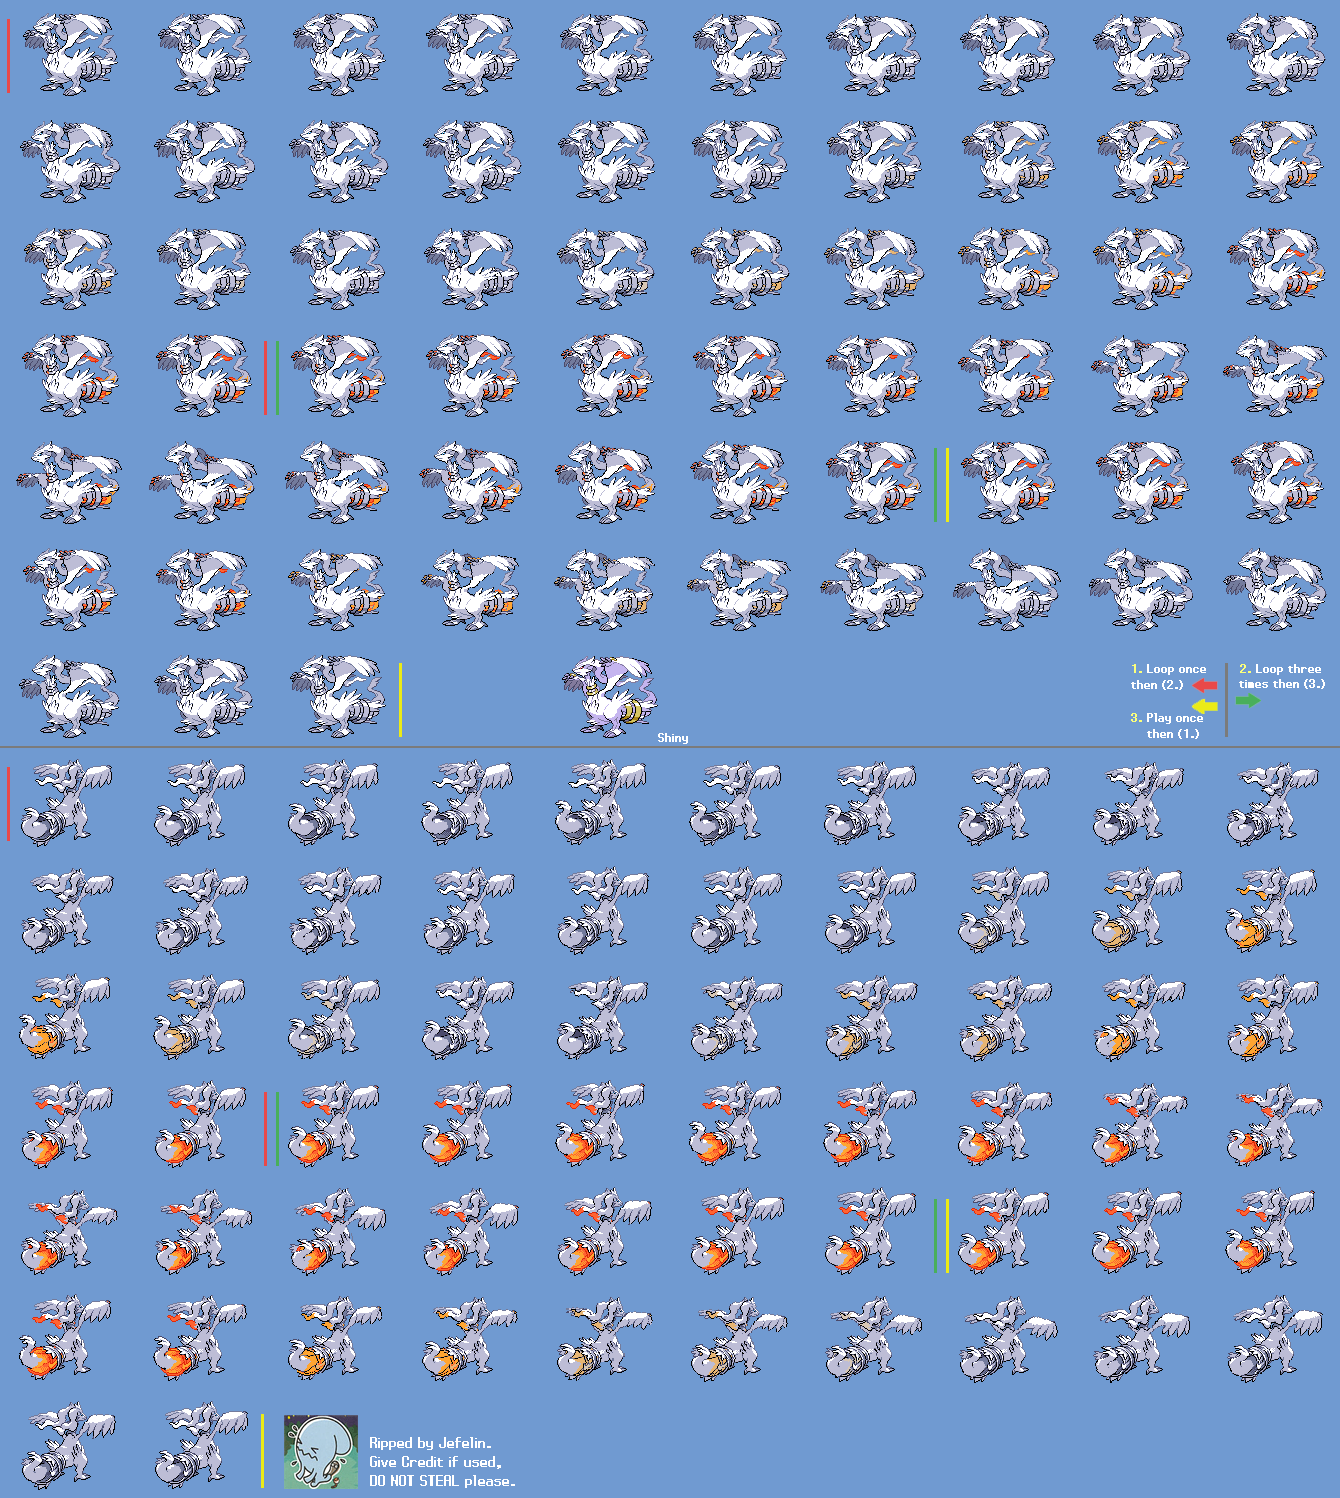 1. Loop once
then (2.)
2. Loop three
times then (3.)
3. Play once
then (1.)
Shiny
Ripped by Jefelin.
Give Credit if used,
DO NOT STEAL please.